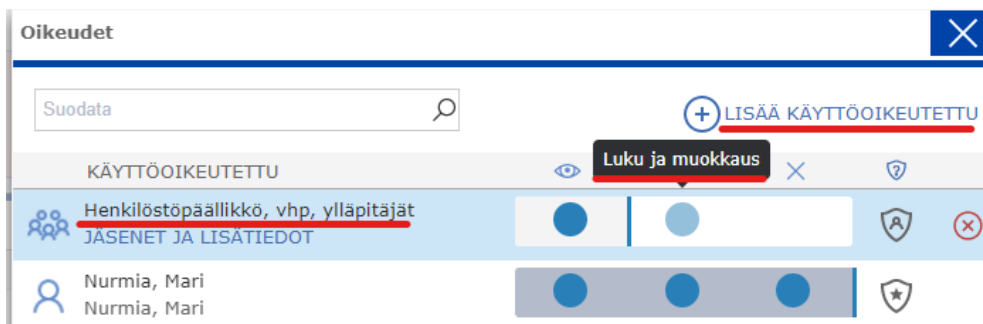 Oikeudet
Suodata
LISÄÄ KÄYTTÖOIKEUTETTU
Luku ja muokkaus
KÄYTTÖOIKEUTETTU
Henkilöstöpäällikkö, vhp, ylläpitäjät
JÄSENET JA LISÄTIEDOT
Nurmia, Mari
Nurmia, Mari